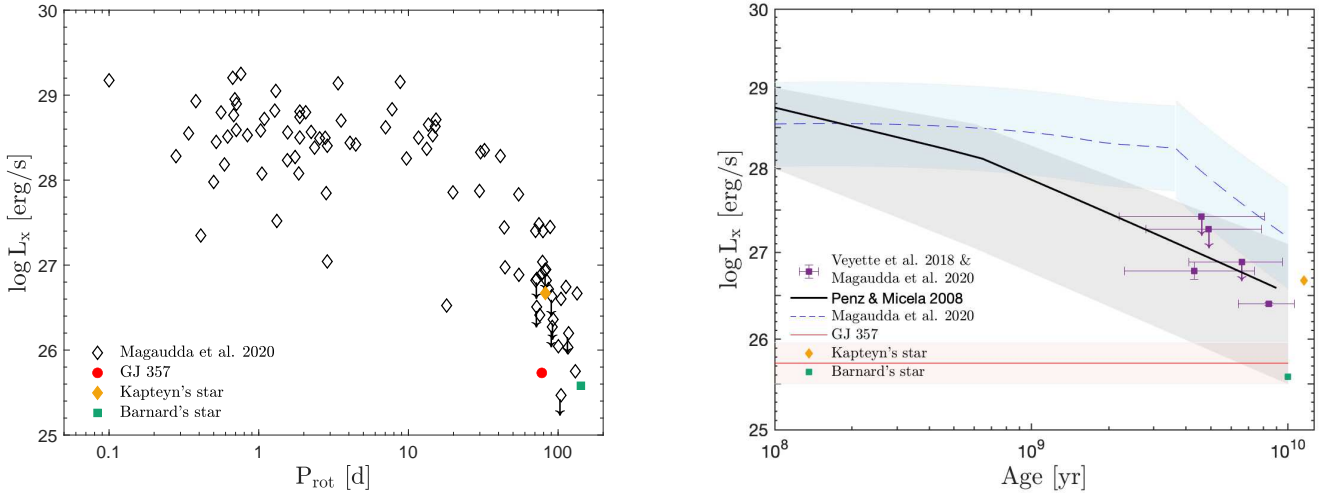 30
29
28
27
26
25
log Lx [erg/s]
Magaudda et al. 2020
GJ 357
Kapteyn's star
Barnard's star
0.1 1 10 100
Prot [d]
30
29
28
27
26
25
log Lx [erg/s]
Veyette et al. 2018 &
Magaudda et al. 2020
Penz & Micela 2008
Magaudda et al. 2020
GJ 357
Kapteyn's star
Barnard's star
10^8 10^9 10^10
Age [yr]